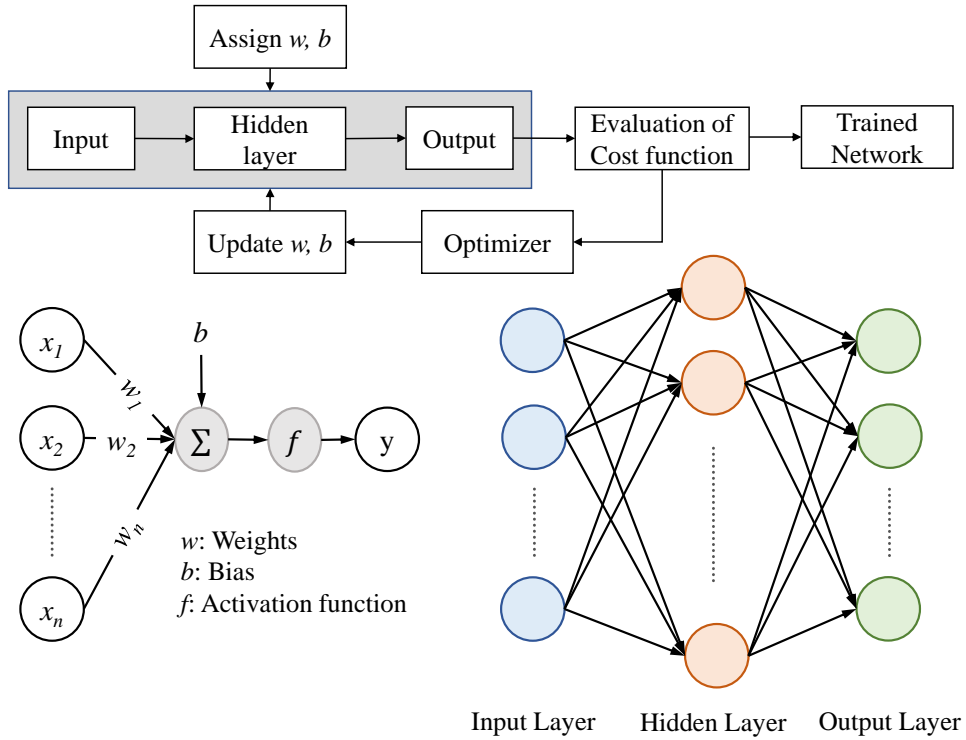 Assign w, b
Input
Hidden
layer
Output
Evaluation of
Cost function
Trained
Network
Update w, b
Optimizer
x1
x2
xn
w1
w2
wn
b
Σ
f
y
w: Weights
b: Bias
f: Activation function
Input Layer
Hidden Layer
Output Layer